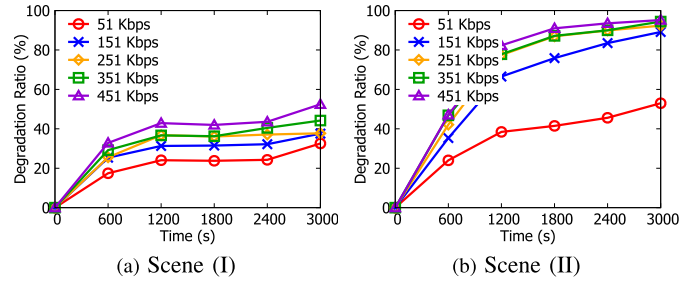 100
80
60
40
20
0
Degradation Ratio (%)
51 Kbps
151 Kbps
251 Kbps
351 Kbps
451 Kbps
0 600 1200 1800 2400 3000
Time (s)
(a) Scene (I)
100
80
60
40
20
0
Degradation Ratio (%)
51 Kbps
151 Kbps
251 Kbps
351 Kbps
451 Kbps
0 600 1200 1800 2400 3000
Time (s)
(b) Scene (II)